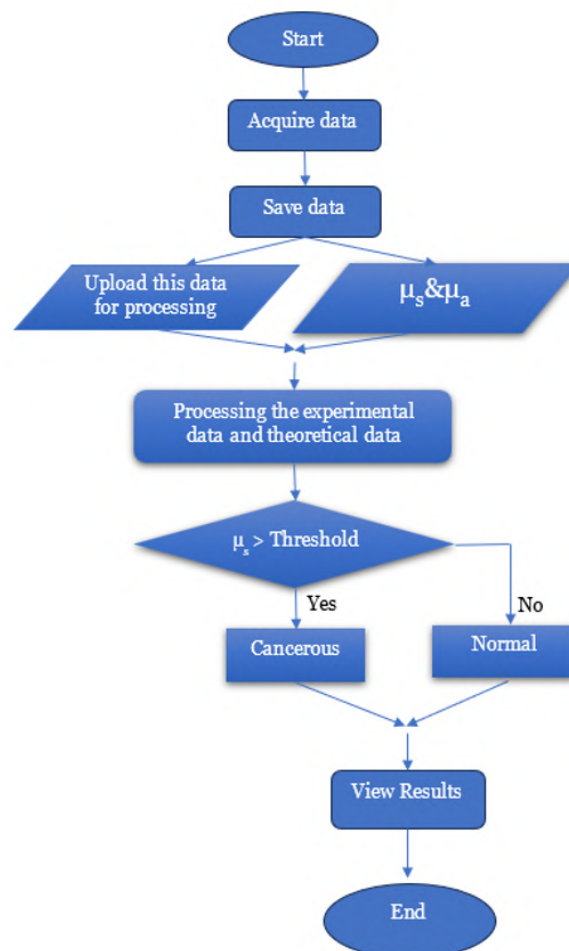 Start
Acquire data
Save data
Upload this data
for processing
μs&μa
Processing the experimental
data and theoretical data
μs > Threshold
Yes
No
Cancerous
Normal
View Results
End